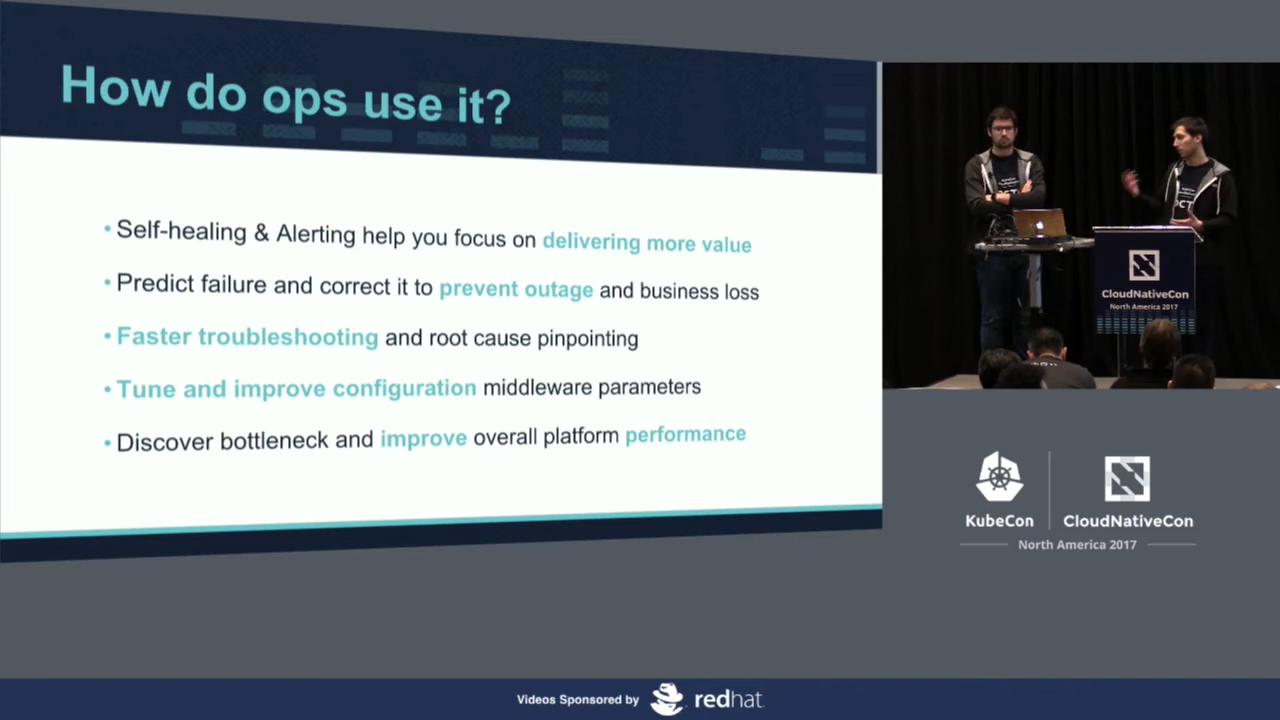 How do ops use it?
• Self-healing & Alerting help you focus on delivering more value
• Predict failure and correct it to prevent outage and business loss
• Faster troubleshooting and root cause pinpointing
• Tune and improve configuration middleware parameters
• Discover bottleneck and improve overall platform performance
CloudNativeCon
North America 2017
KubeCon
CloudNativeCon
North America 2017
Videos Sponsored by
redhat